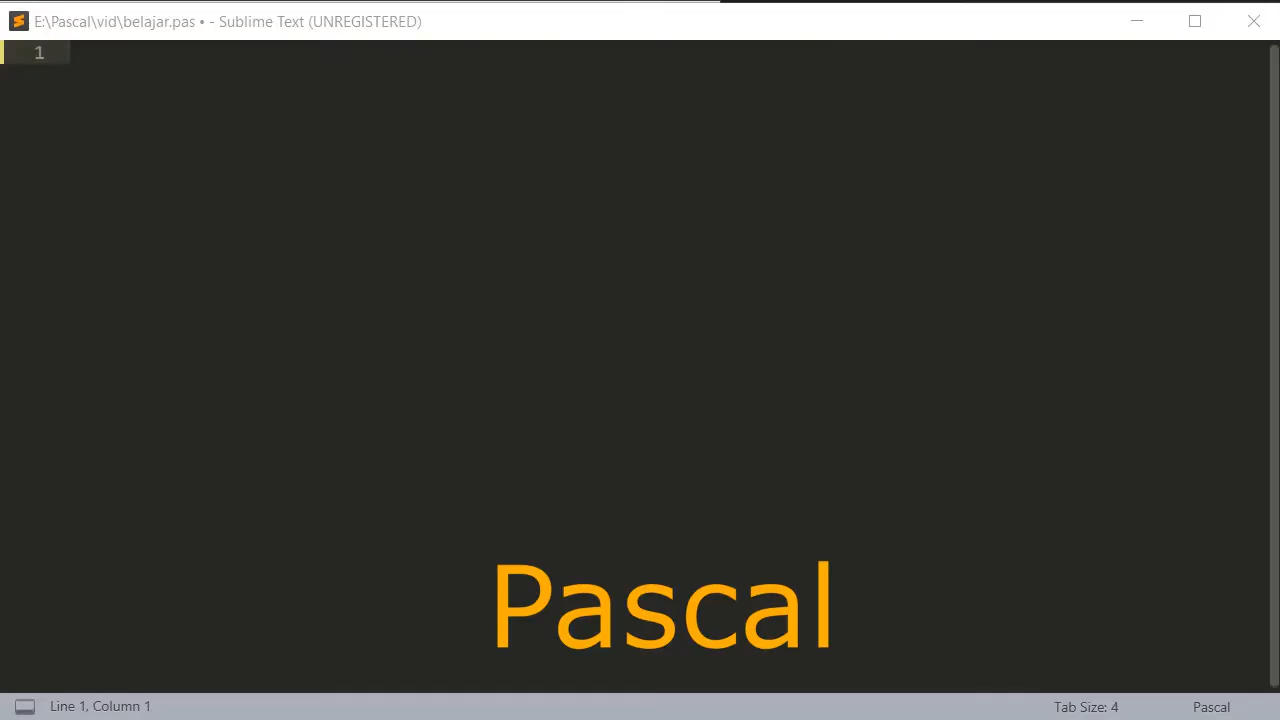 E:\Pascal\vid\belajar.pas • - Sublime Text (UNREGISTERED)
1
Pascal
Line 1, Column 1
Tab Size: 4
Pascal